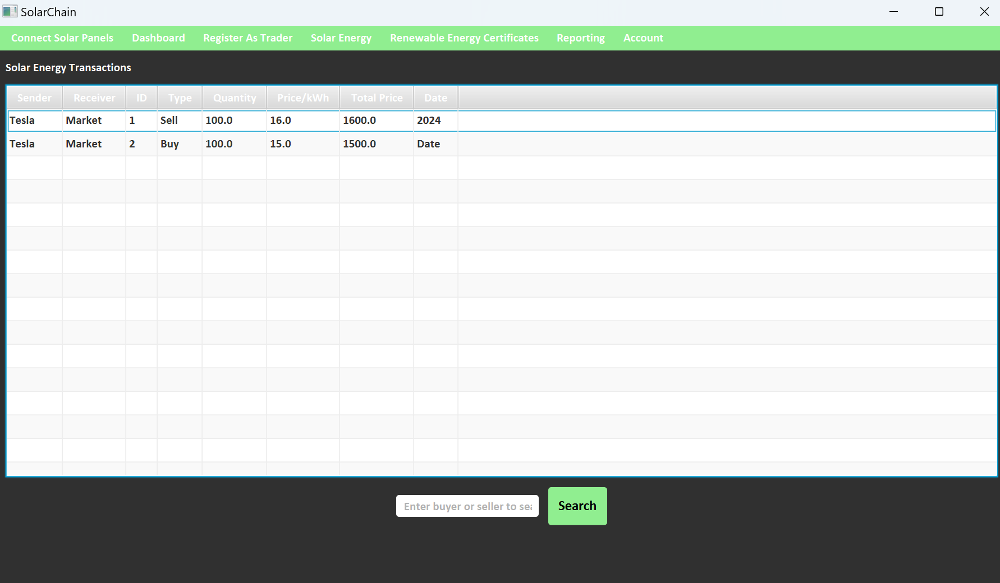 SolarChain
Connect Solar Panels Dashboard Register As Trader Solar Energy Renewable Energy Certificates Reporting Account
Solar Energy Transactions
Sender Receiver ID Type Quantity Price/kWh Total Price Date
Tesla Market 1 Sell 100.0 16.0 1600.0 2024
Tesla Market 2 Buy 100.0 15.0 1500.0 Date
Enter buyer or seller to sea
Search